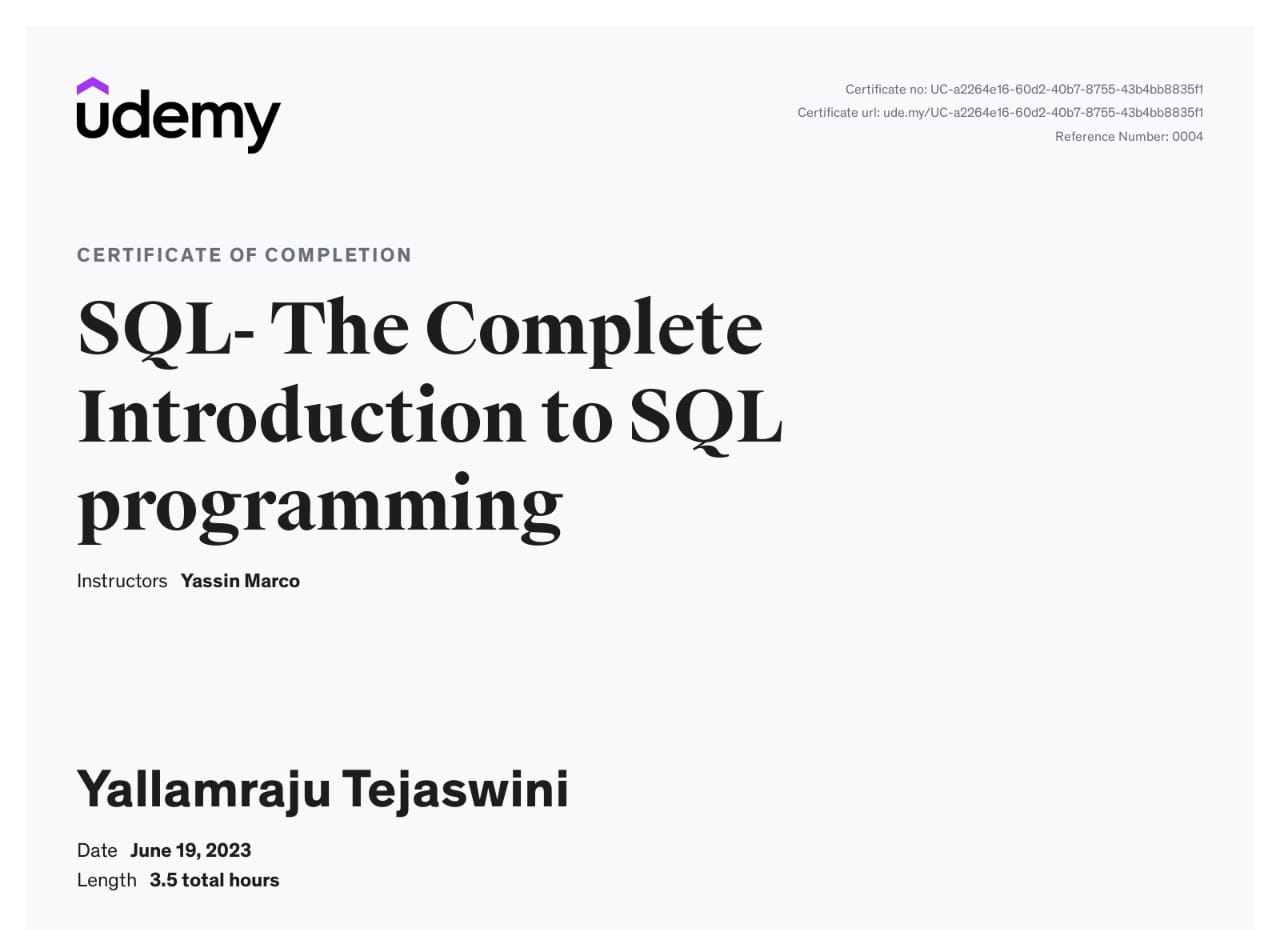 udemy
Certificate no: UC-a2264e16-60d2-40b7-8755-43b4bb8835f1
Certificate url: ude.my/UC-a2264e16-60d2-40b7-8755-43b4bb8835f1
Reference Number: 0004
CERTIFICATE OF COMPLETION
SQL- The Complete
Introduction to SQL
programming
Instructors Yassin Marco
Yallamraju Tejaswini
Date June 19, 2023
Length 3.5 total hours